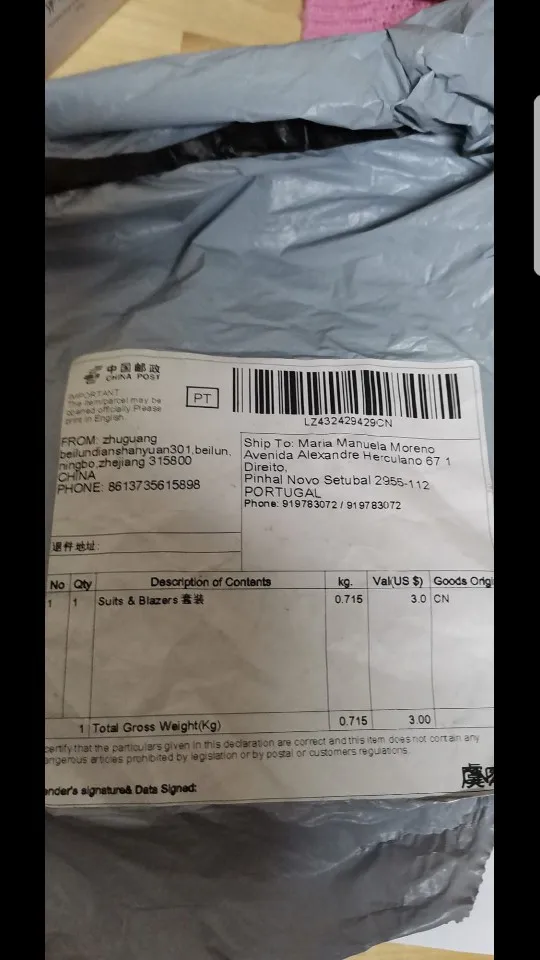 中国邮政
CHINA POST
IMPORTANT
The item/parcel may be
opened officially Please
print in English
PT
LZ432429429CN
FROM: zhuguang
beilundianshanyuan301,beilun,
ningbo,zhejiang 315800
CHINA
PHONE: 8613735615898
退件地址:
Ship To: Maria Manuela Moreno
Avenida Alexandre Herculano 67 1
Direito,
Pinhal Novo Setubal 2955-112
PORTUGAL
Phone: 919783072 / 919783072
No Qty Description of Contents kg. Val(US $) Goods Origi
1 1 Suits & Blazers 套装 0.715 3.0 CN
1 Total Gross Weight(Kg) 0.715 3.00
certify that the particulars given in this declaration are correct and this item does not contain any
angerous articles prohibited by legislation or by postal or customs regulations.
ender's signature& Data Signed:
虞